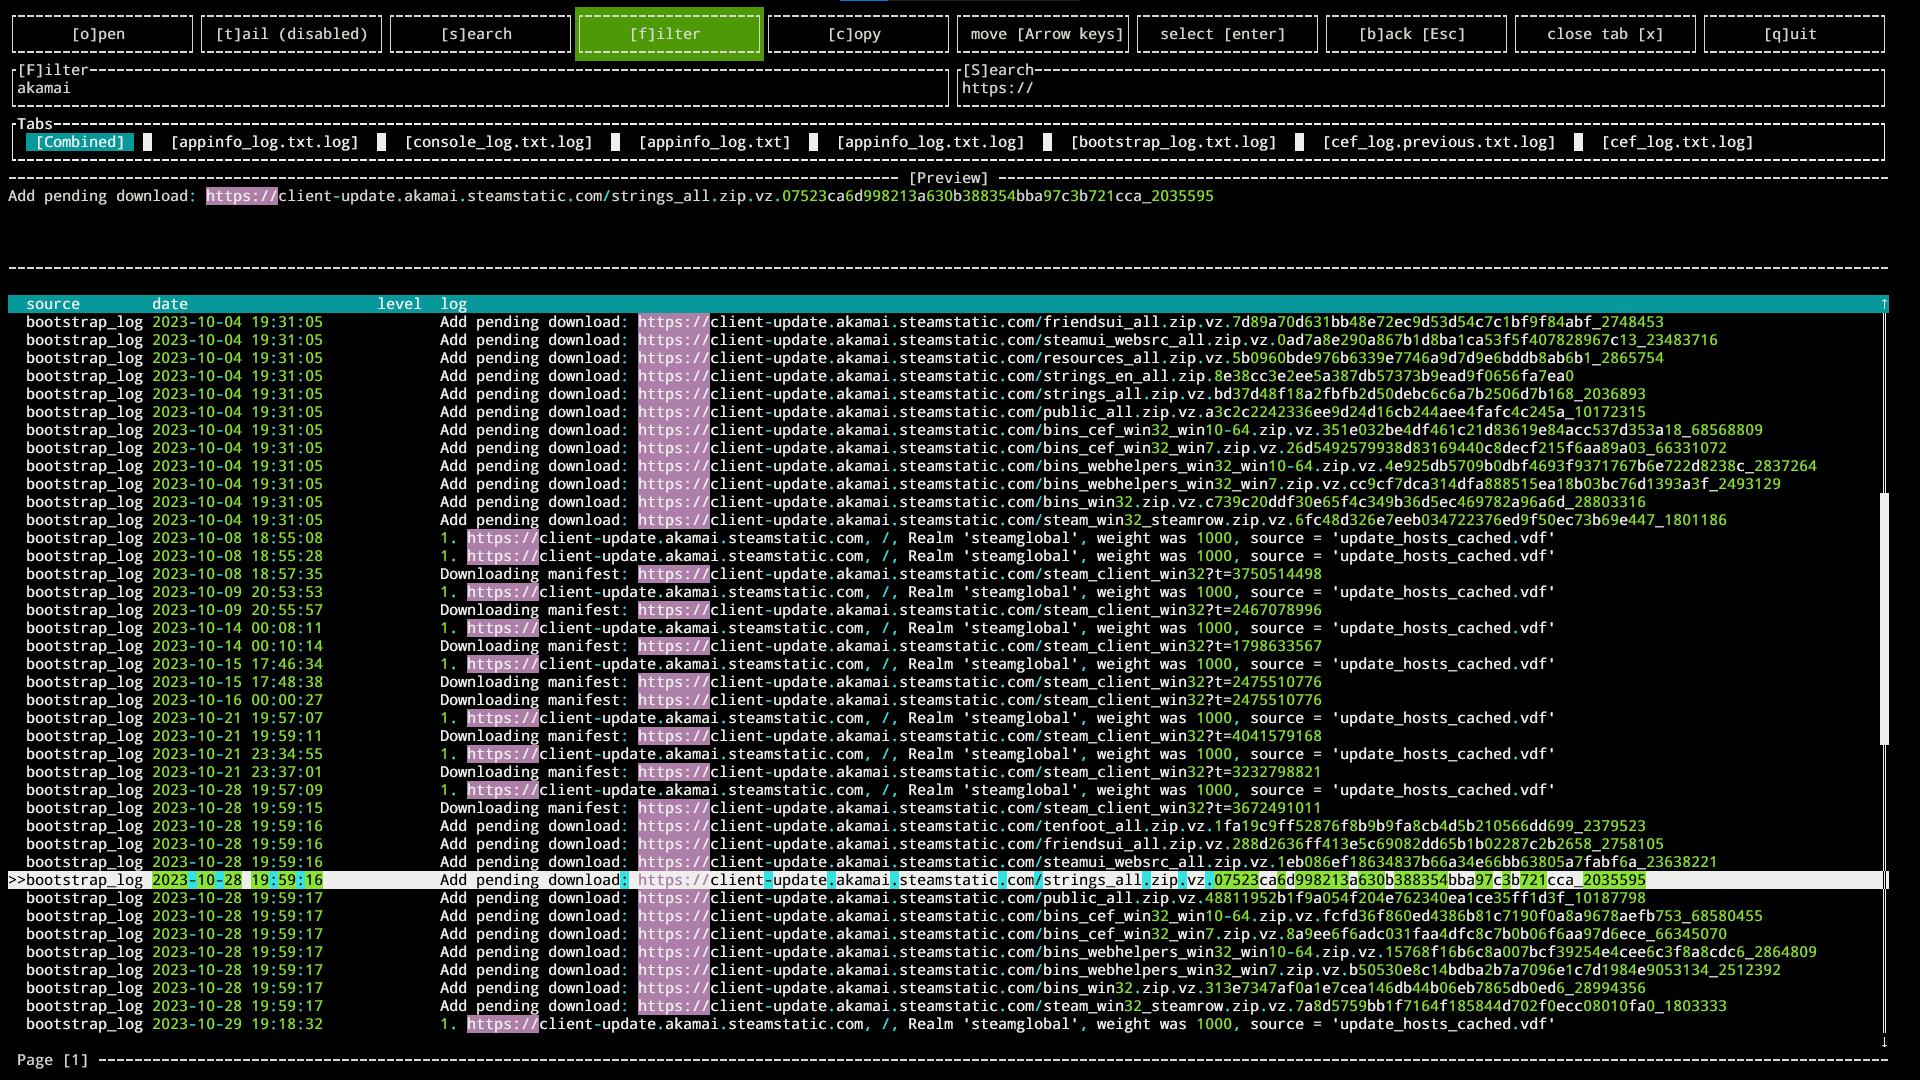 [o]pen [t]ail (disabled) [s]earch [f]ilter [c]opy move [Arrow keys] select [enter] [b]ack [Esc] close tab [x] [q]uit
[F]ilter [S]earch
akamai https://
Tabs
[Combined] [appinfo_log.txt.log] [console_log.txt.log] [appinfo_log.txt] [appinfo_log.txt.log] [bootstrap_log.txt.log] [cef_log.previous.txt.log] [cef_log.txt.log]
[Preview]
Add pending download: https://client-update.akamai.steamstatic.com/strings_all.zip.vz.07523ca6d998213a630b388354bba97c3b721cca_2035595
source date level log ↑
bootstrap_log 2023-10-04 19:31:05 Add pending download: https://client-update.akamai.steamstatic.com/friendsui_all.zip.vz.7d89a70d631bb48e72ec9d53d54c7c1bf9f84abf_2748453
bootstrap_log 2023-10-04 19:31:05 Add pending download: https://client-update.akamai.steamstatic.com/steamui_websrc_all.zip.vz.0ad7a8e290a867b1d8ba1ca53f5f407828967c13_23483716
bootstrap_log 2023-10-04 19:31:05 Add pending download: https://client-update.akamai.steamstatic.com/resources_all.zip.vz.5b0960bde976b6339e7746a9d7d9e6bddb8ab6b1_2865754
bootstrap_log 2023-10-04 19:31:05 Add pending download: https://client-update.akamai.steamstatic.com/strings_en_all.zip.8e38cc3e2ee5a387db57373b9ead9f0656fa7ea0
bootstrap_log 2023-10-04 19:31:05 Add pending download: https://client-update.akamai.steamstatic.com/strings_all.zip.vz.bd37d48f18a2fbfb2d50debc6c6a7b2506d7b168_2036893
bootstrap_log 2023-10-04 19:31:05 Add pending download: https://client-update.akamai.steamstatic.com/public_all.zip.vz.a3c2c2242336ee9d24d16cb244aee4fafc4c245a_10172315
bootstrap_log 2023-10-04 19:31:05 Add pending download: https://client-update.akamai.steamstatic.com/bins_cef_win32_win10-64.zip.vz.351e032be4df461c21d83619e84acc537d353a18_68568809
bootstrap_log 2023-10-04 19:31:05 Add pending download: https://client-update.akamai.steamstatic.com/bins_cef_win32_win7.zip.vz.26d5492579938d83169440c8decf215f6aa89a03_66331072
bootstrap_log 2023-10-04 19:31:05 Add pending download: https://client-update.akamai.steamstatic.com/bins_webhelpers_win32_win10-64.zip.vz.4e925db5709b0dbf4693f9371767b6e722d8238c_2837264
bootstrap_log 2023-10-04 19:31:05 Add pending download: https://client-update.akamai.steamstatic.com/bins_webhelpers_win32_win7.zip.vz.cc9cf7dca314dfa888515ea18b03bc76d1393a3f_2493129
bootstrap_log 2023-10-04 19:31:05 Add pending download: https://client-update.akamai.steamstatic.com/bins_win32.zip.vz.c739c20ddf30e65f4c349b36d5ec469782a96a6d_28803316
bootstrap_log 2023-10-04 19:31:05 Add pending download: https://client-update.akamai.steamstatic.com/steam_win32_steamrow.zip.vz.6fc48d326e7eeb034722376ed9f50ec73b69e447_1801186
bootstrap_log 2023-10-08 18:55:08 1. https://client-update.akamai.steamstatic.com, /, Realm 'steamglobal', weight was 1000, source = 'update_hosts_cached.vdf'
bootstrap_log 2023-10-08 18:55:28 1. https://client-update.akamai.steamstatic.com, /, Realm 'steamglobal', weight was 1000, source = 'update_hosts_cached.vdf'
bootstrap_log 2023-10-08 18:57:35 Downloading manifest: https://client-update.akamai.steamstatic.com/steam_client_win32?t=3750514498
bootstrap_log 2023-10-09 20:53:53 1. https://client-update.akamai.steamstatic.com, /, Realm 'steamglobal', weight was 1000, source = 'update_hosts_cached.vdf'
bootstrap_log 2023-10-09 20:55:57 Downloading manifest: https://client-update.akamai.steamstatic.com/steam_client_win32?t=2467078996
bootstrap_log 2023-10-14 00:08:11 1. https://client-update.akamai.steamstatic.com, /, Realm 'steamglobal', weight was 1000, source = 'update_hosts_cached.vdf'
bootstrap_log 2023-10-14 00:10:14 Downloading manifest: https://client-update.akamai.steamstatic.com/steam_client_win32?t=1798633567
bootstrap_log 2023-10-15 17:46:34 1. https://client-update.akamai.steamstatic.com, /, Realm 'steamglobal', weight was 1000, source = 'update_hosts_cached.vdf'
bootstrap_log 2023-10-15 17:48:38 Downloading manifest: https://client-update.akamai.steamstatic.com/steam_client_win32?t=2475510776
bootstrap_log 2023-10-16 00:00:27 Downloading manifest: https://client-update.akamai.steamstatic.com/steam_client_win32?t=2475510776
bootstrap_log 2023-10-21 19:57:07 1. https://client-update.akamai.steamstatic.com, /, Realm 'steamglobal', weight was 1000, source = 'update_hosts_cached.vdf'
bootstrap_log 2023-10-21 19:59:11 Downloading manifest: https://client-update.akamai.steamstatic.com/steam_client_win32?t=4041579168
bootstrap_log 2023-10-21 23:34:55 1. https://client-update.akamai.steamstatic.com, /, Realm 'steamglobal', weight was 1000, source = 'update_hosts_cached.vdf'
bootstrap_log 2023-10-21 23:37:01 Downloading manifest: https://client-update.akamai.steamstatic.com/steam_client_win32?t=3232798821
bootstrap_log 2023-10-28 19:57:09 1. https://client-update.akamai.steamstatic.com, /, Realm 'steamglobal', weight was 1000, source = 'update_hosts_cached.vdf'
bootstrap_log 2023-10-28 19:59:15 Downloading manifest: https://client-update.akamai.steamstatic.com/steam_client_win32?t=3672491011
bootstrap_log 2023-10-28 19:59:16 Add pending download: https://client-update.akamai.steamstatic.com/tenfoot_all.zip.vz.1fa19c9ff52876f8b9b9fa8cb4d5b210566dd699_2379523
bootstrap_log 2023-10-28 19:59:16 Add pending download: https://client-update.akamai.steamstatic.com/friendsui_all.zip.vz.288d2636ff413e5c69082dd65b1b02287c2b2658_2758105
bootstrap_log 2023-10-28 19:59:16 Add pending download: https://client-update.akamai.steamstatic.com/steamui_websrc_all.zip.vz.1eb086ef18634837b66a34e66bb63805a7fabf6a_23638221
>>bootstrap_log 2023-10-28 19:59:16 Add pending download: https://client-update.akamai.steamstatic.com/strings_all.zip.vz.07523ca6d998213a630b388354bba97c3b721cca_2035595
bootstrap_log 2023-10-28 19:59:17 Add pending download: https://client-update.akamai.steamstatic.com/public_all.zip.vz.48811952b1f9a054f204e762340ea1ce35ff1d3f_10187798
bootstrap_log 2023-10-28 19:59:17 Add pending download: https://client-update.akamai.steamstatic.com/bins_cef_win32_win10-64.zip.vz.fcfd36f860ed4386b81c7190f0a8a9678aefb753_68580455
bootstrap_log 2023-10-28 19:59:17 Add pending download: https://client-update.akamai.steamstatic.com/bins_cef_win32_win7.zip.vz.8a9ee6f6adc031faa4dfc8c7b0b06f6aa97d6ece_66345070
bootstrap_log 2023-10-28 19:59:17 Add pending download: https://client-update.akamai.steamstatic.com/bins_webhelpers_win32_win10-64.zip.vz.15768f16b6c8a007bcf39254e4cee6c3f8a8cdc6_2864809
bootstrap_log 2023-10-28 19:59:17 Add pending download: https://client-update.akamai.steamstatic.com/bins_webhelpers_win32_win7.zip.vz.b50530e8c14bdba2b7a7096e1c7d1984e9053134_2512392
bootstrap_log 2023-10-28 19:59:17 Add pending download: https://client-update.akamai.steamstatic.com/bins_win32.zip.vz.313e7347af0a1e7cea146db44b06eb7865db0ed6_28994356
bootstrap_log 2023-10-28 19:59:17 Add pending download: https://client-update.akamai.steamstatic.com/steam_win32_steamrow.zip.vz.7a8d5759bb1f7164f185844d702f0ecc08010fa0_1803333
bootstrap_log 2023-10-29 19:18:32 1. https://client-update.akamai.steamstatic.com, /, Realm 'steamglobal', weight was 1000, source = 'update_hosts_cached.vdf'
↓
Page [1]